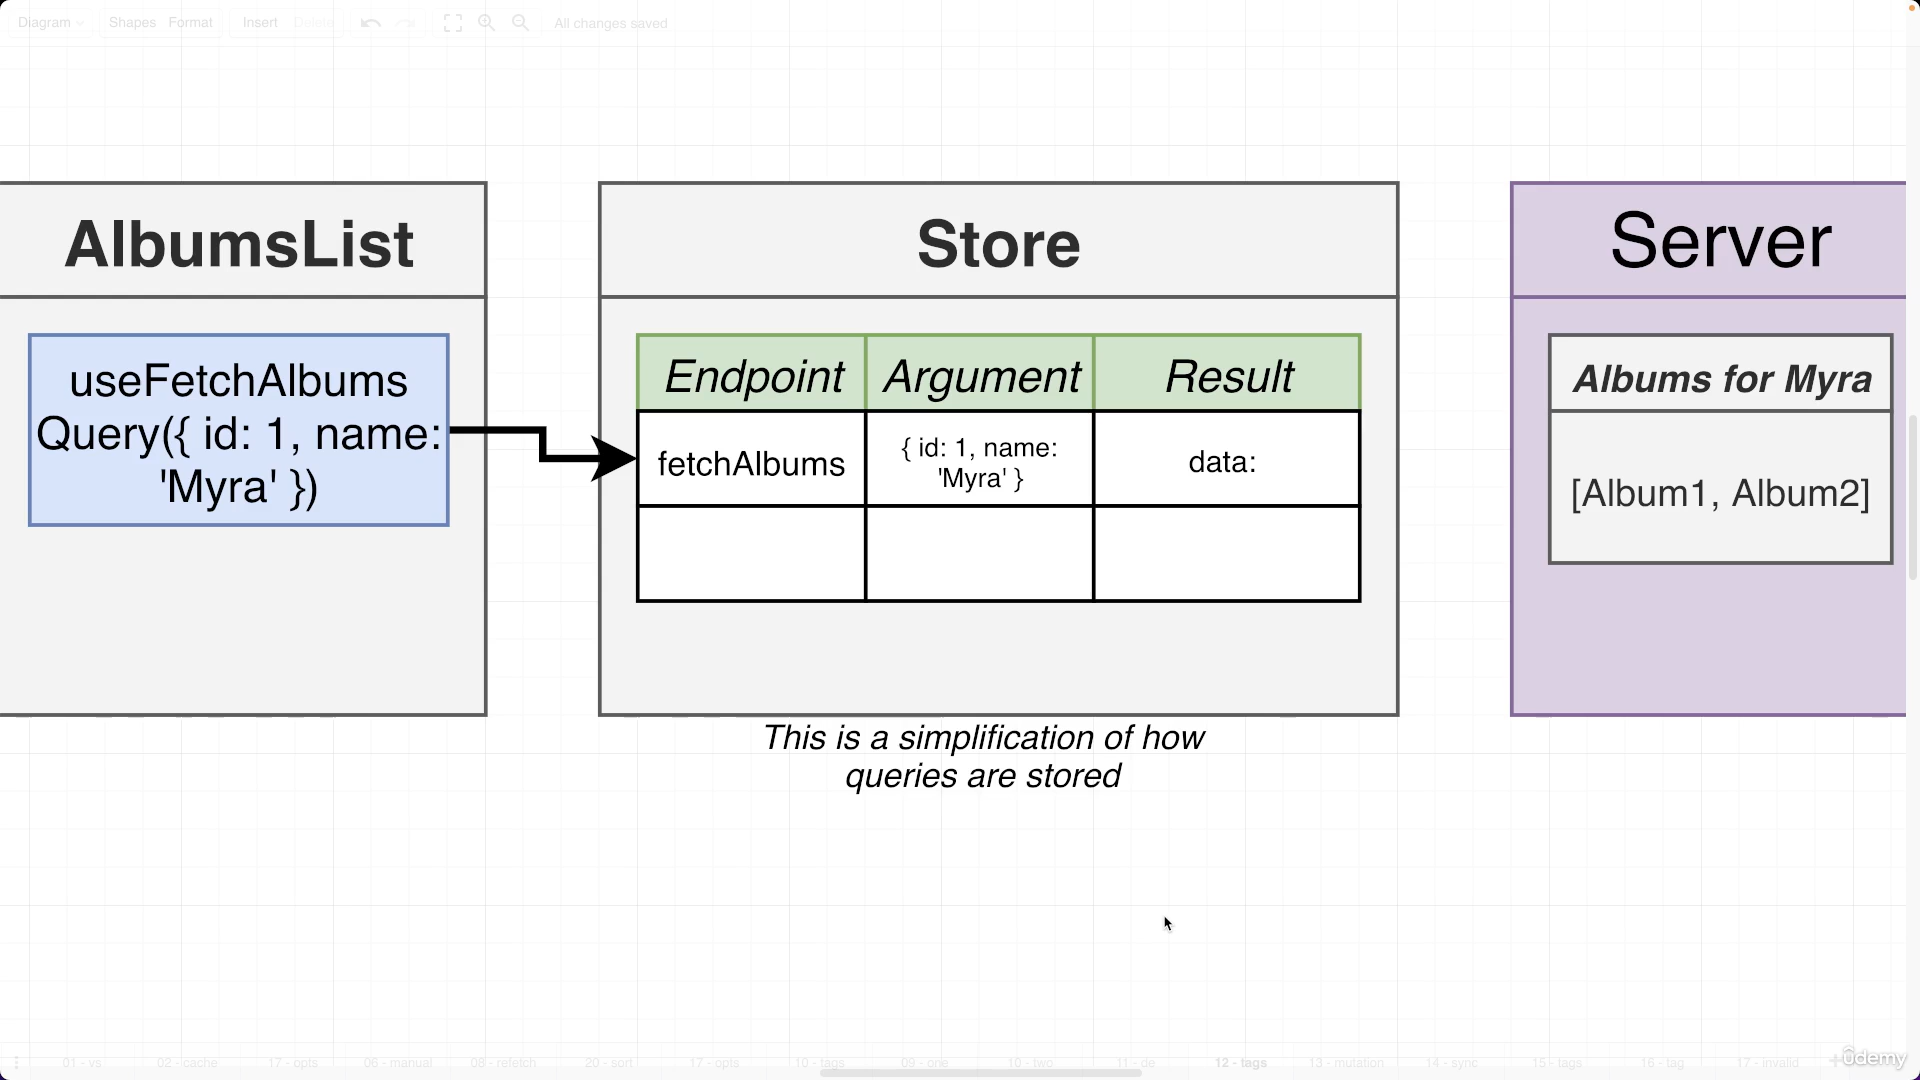 Diagram
Shapes
Format
Insert
Delete
All changes saved
AlbumsList
useFetchAlbums
Query({ id: 1, name:
'Myra' })
Store
Endpoint
Argument
Result
fetchAlbums
{ id: 1, name:
'Myra' }
data:
This is a simplification of how
queries are stored
Server
Albums for Myra
[Album1, Album2]
01 - vs
02 - cache
17 - opts
06 - manual
08 - refetch
20 - sort
17 - opts
10 - tags
09 - one
10 - two
11 - de
12 - tags
13 - mutation
14 - sync
15 - tags
16 - tag
17 - invalid
ûdemy